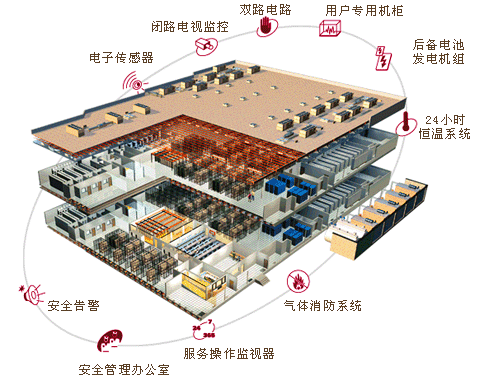 双路电路
用户专用机柜
闭路电视监控
后备电池
发电机组
电子传感器
24小时
恒温系统
安全告警
气体消防系统
24 7
365
服务操作监视器
安全管理办公室